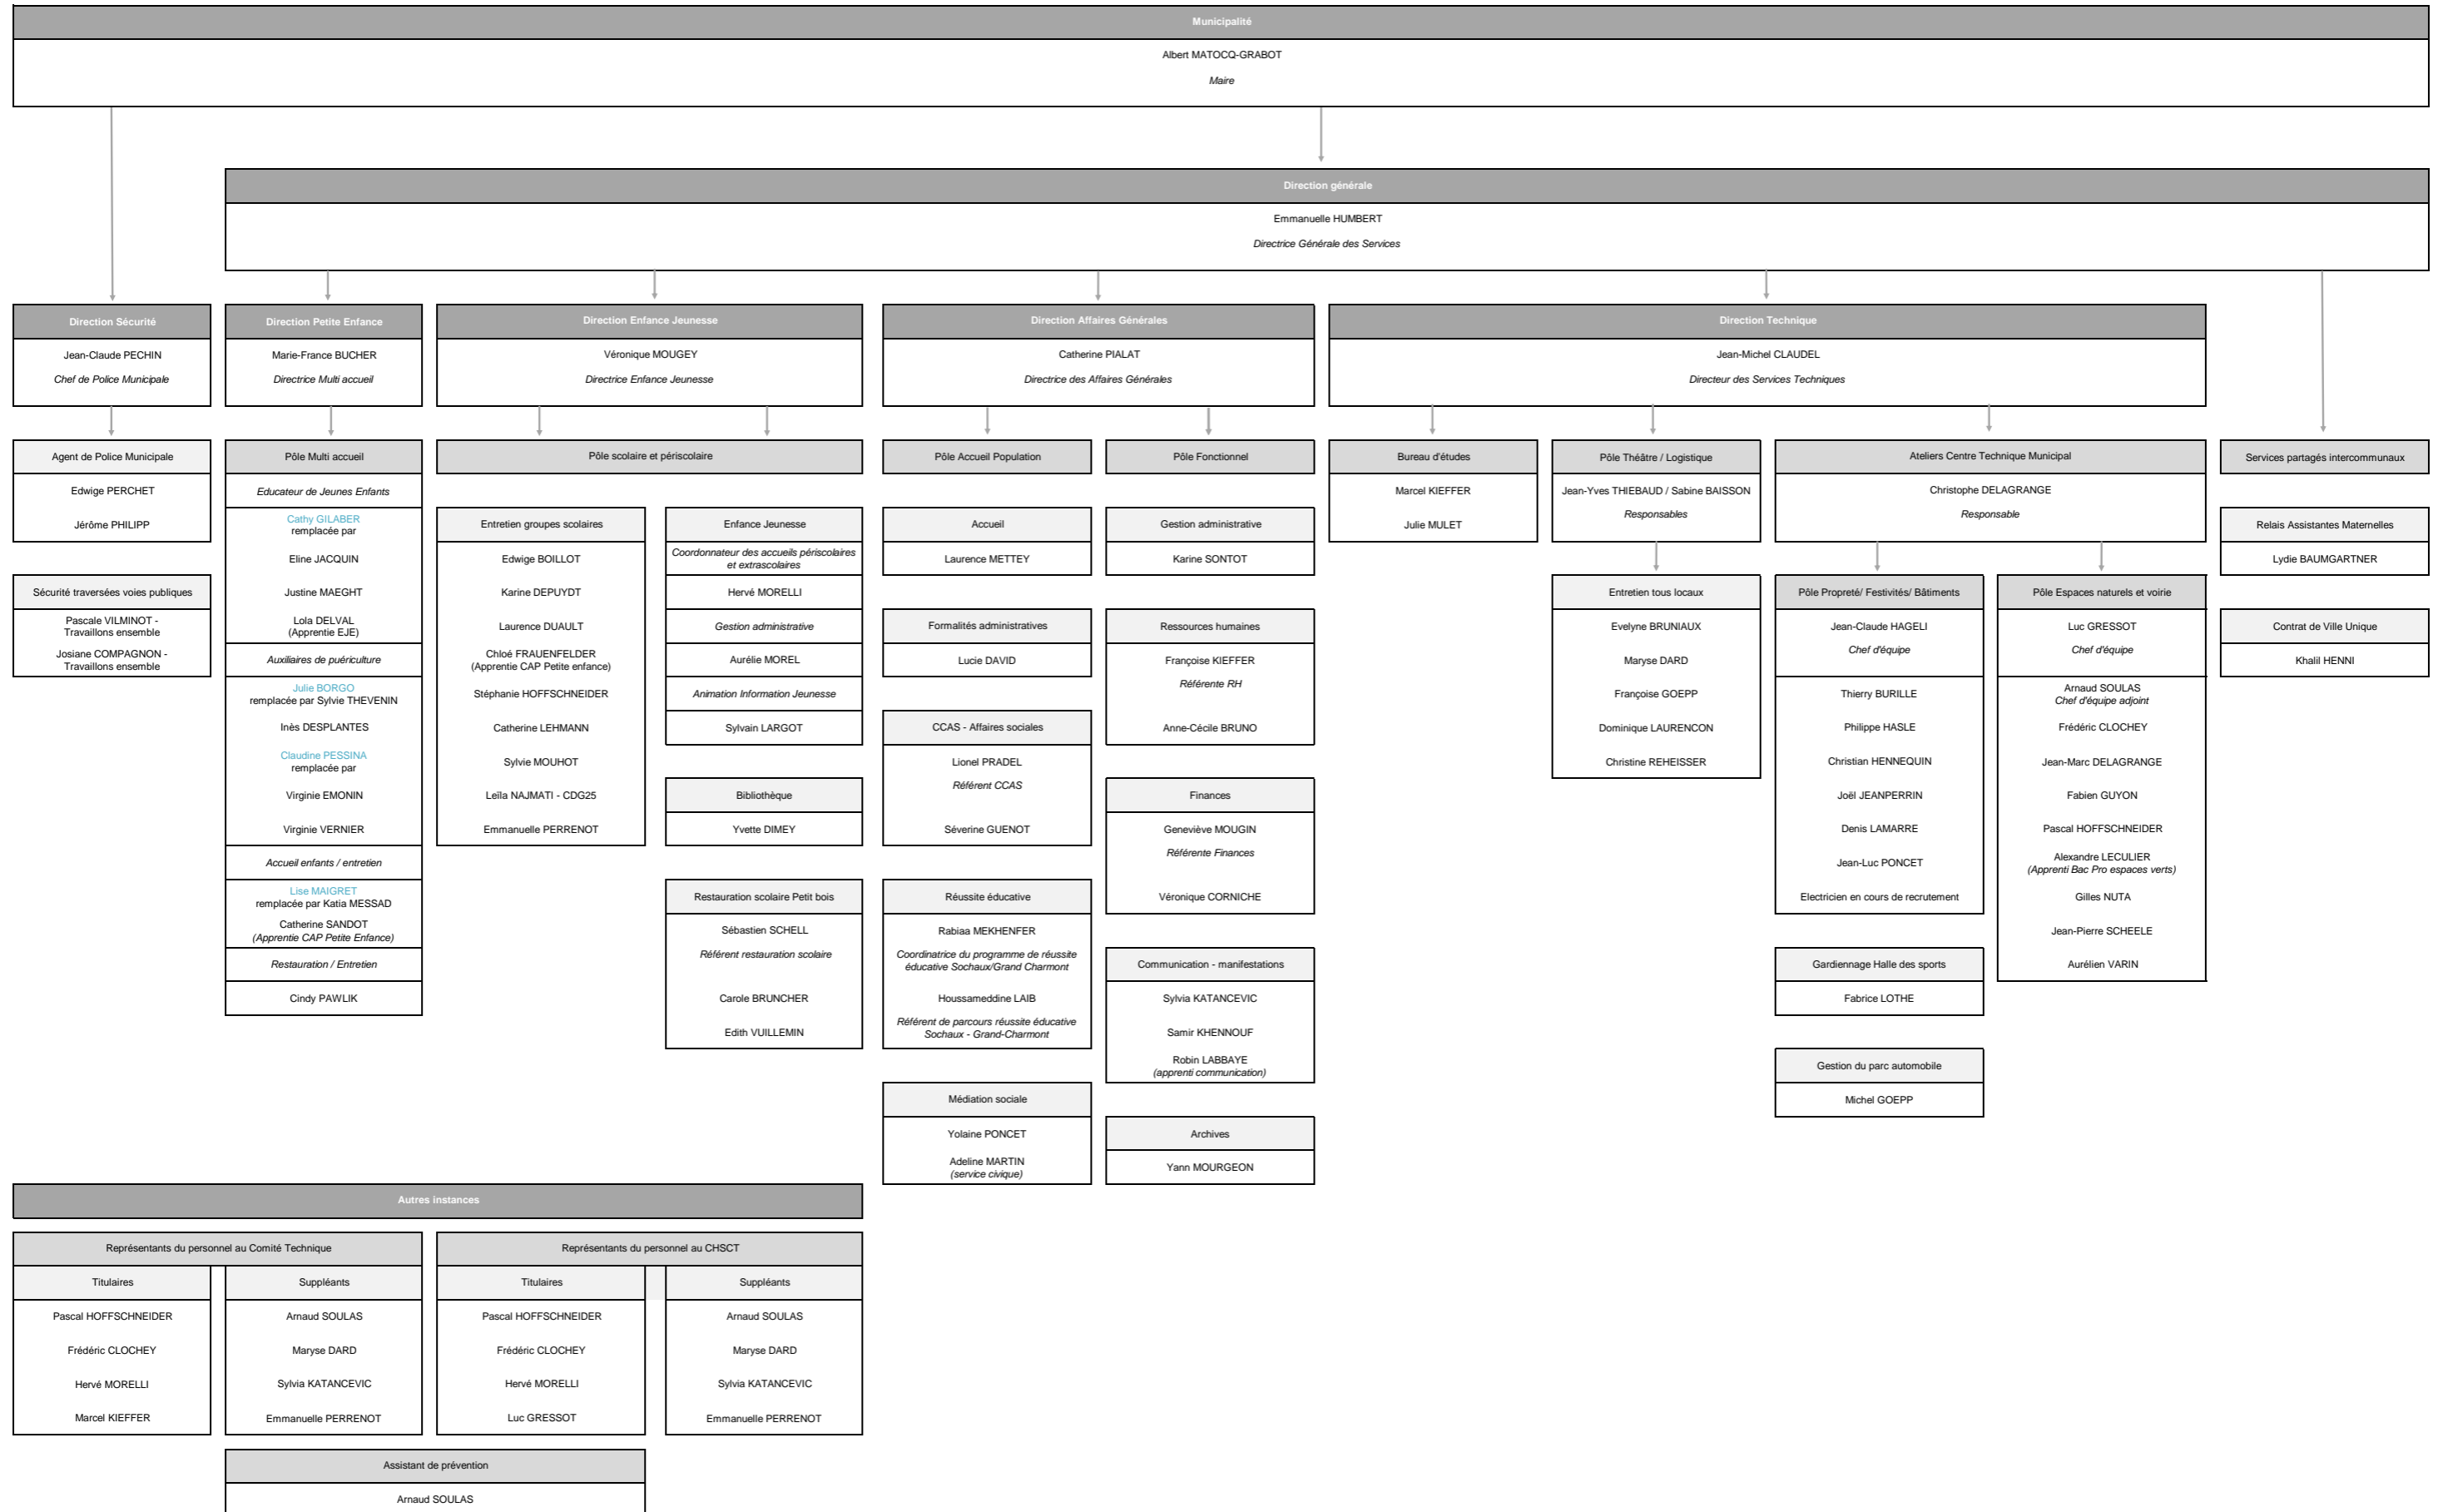 Municipalité
Albert MATOCQ-GRABOT
Maire
Direction générale
Emmanuelle HUMBERT
Directrice Générale des Services
Direction Sécurité
Jean-Claude PECHIN
Chef de Police Municipale
Agent de Police Municipale
Edwige PERCHET
Jérôme PHILIPP
Sécurité traversées voies publiques
Pascale VILMINOT -
Travaillons ensemble
Josiane COMPAGNON -
Travaillons ensemble
Direction Petite Enfance
Marie-France BUCHER
Directrice Multi accueil
Pôle Multi accueil
Educateur de Jeunes Enfants
Cathy GILABER
remplacée par
Eline JACQUIN
Justine MAEGHT
Lola DELVAL
(Apprentie EJE)
Auxiliaires de puériculture
Julie BORGO
remplacée par Sylvie THEVENIN
Inès DESPLANTES
Claudine PESSINA
remplacée par
Virginie EMONIN
Virginie VERNIER
Accueil enfants / entretien
Lise MAIGRET
remplacée par Katia MESSAD
Catherine SANDOT
(Apprentie CAP Petite Enfance)
Restauration / Entretien
Cindy PAWLIK
Direction Enfance Jeunesse
Véronique MOUGEY
Directrice Enfance Jeunesse
Pôle scolaire et périscolaire
Entretien groupes scolaires
Edwige BOILLOT
Karine DEPUYDT
Laurence DUAULT
Chloé FRAUENFELDER
(Apprentie CAP Petite enfance)
Stéphanie HOFFSCHNEIDER
Catherine LEHMANN
Sylvie MOUHOT
Leïla NAJMATI - CDG25
Emmanuelle PERRENOT
Enfance Jeunesse
Coordonnateur des accueils périscolaires
et extrascolaires
Hervé MORELLI
Gestion administrative
Aurélie MOREL
Animation Information Jeunesse
Sylvain LARGOT
Bibliothèque
Yvette DIMEY
Restauration scolaire Petit bois
Sébastien SCHELL
Référent restauration scolaire
Carole BRUNCHER
Edith VUILLEMIN
Direction Affaires Générales
Catherine PIALAT
Directrice des Affaires Générales
Pôle Accueil Population
Accueil
Laurence METTEY
Formalités administratives
Lucie DAVID
CCAS - Affaires sociales
Lionel PRADEL
Référent CCAS
Séverine GUENOT
Réussite éducative
Rabiaa MEKHENFER
Coordinatrice du programme de réussite
éducative Sochaux/Grand Charmont
Houssameddine LAIB
Référent de parcours réussite éducative
Sochaux - Grand-Charmont
Médiation sociale
Yolaine PONCET
Adeline MARTIN
(service civique)
Pôle Fonctionnel
Gestion administrative
Karine SONTOT
Ressources humaines
Françoise KIEFFER
Référente RH
Anne-Cécile BRUNO
Finances
Geneviève MOUGIN
Référente Finances
Véronique CORNICHE
Communication - manifestations
Sylvia KATANCEVIC
Samir KHENNOUF
Robin LABBAYE
(apprenti communication)
Archives
Yann MOURGEON
Direction Technique
Jean-Michel CLAUDEL
Directeur des Services Techniques
Bureau d'études
Marcel KIEFFER
Julie MULET
Pôle Théâtre / Logistique
Jean-Yves THIEBAUD / Sabine BAISSON
Responsables
Entretien tous locaux
Evelyne BRUNIAUX
Maryse DARD
Françoise GOEPP
Dominique LAURENCON
Christine REHEISSER
Ateliers Centre Technique Municipal
Christophe DELAGRANGE
Responsable
Pôle Propreté/ Festivités/ Bâtiments
Jean-Claude HAGELI
Chef d'équipe
Thierry BURILLE
Philippe HASLE
Christian HENNEQUIN
Joël JEANPERRIN
Denis LAMARRE
Jean-Luc PONCET
Electricien en cours de recrutement
Gardiennage Halle des sports
Fabrice LOTHE
Gestion du parc automobile
Michel GOEPP
Pôle Espaces naturels et voirie
Luc GRESSOT
Chef d'équipe
Arnaud SOULAS
Chef d'équipe adjoint
Frédéric CLOCHEY
Jean-Marc DELAGRANGE
Fabien GUYON
Pascal HOFFSCHNEIDER
Alexandre LECULIER
(Apprenti Bac Pro espaces verts)
Gilles NUTA
Jean-Pierre SCHEELE
Aurélien VARIN
Services partagés intercommunaux
Relais Assistantes Maternelles
Lydie BAUMGARTNER
Contrat de Ville Unique
Khalil HENNI
Autres instances
Représentants du personnel au Comité Technique
Titulaires
Pascal HOFFSCHNEIDER
Frédéric CLOCHEY
Hervé MORELLI
Marcel KIEFFER
Suppléants
Arnaud SOULAS
Maryse DARD
Sylvia KATANCEVIC
Emmanuelle PERRENOT
Représentants du personnel au CHSCT
Titulaires
Pascal HOFFSCHNEIDER
Frédéric CLOCHEY
Hervé MORELLI
Luc GRESSOT
Suppléants
Arnaud SOULAS
Maryse DARD
Sylvia KATANCEVIC
Emmanuelle PERRENOT
Assistant de prévention
Arnaud SOULAS